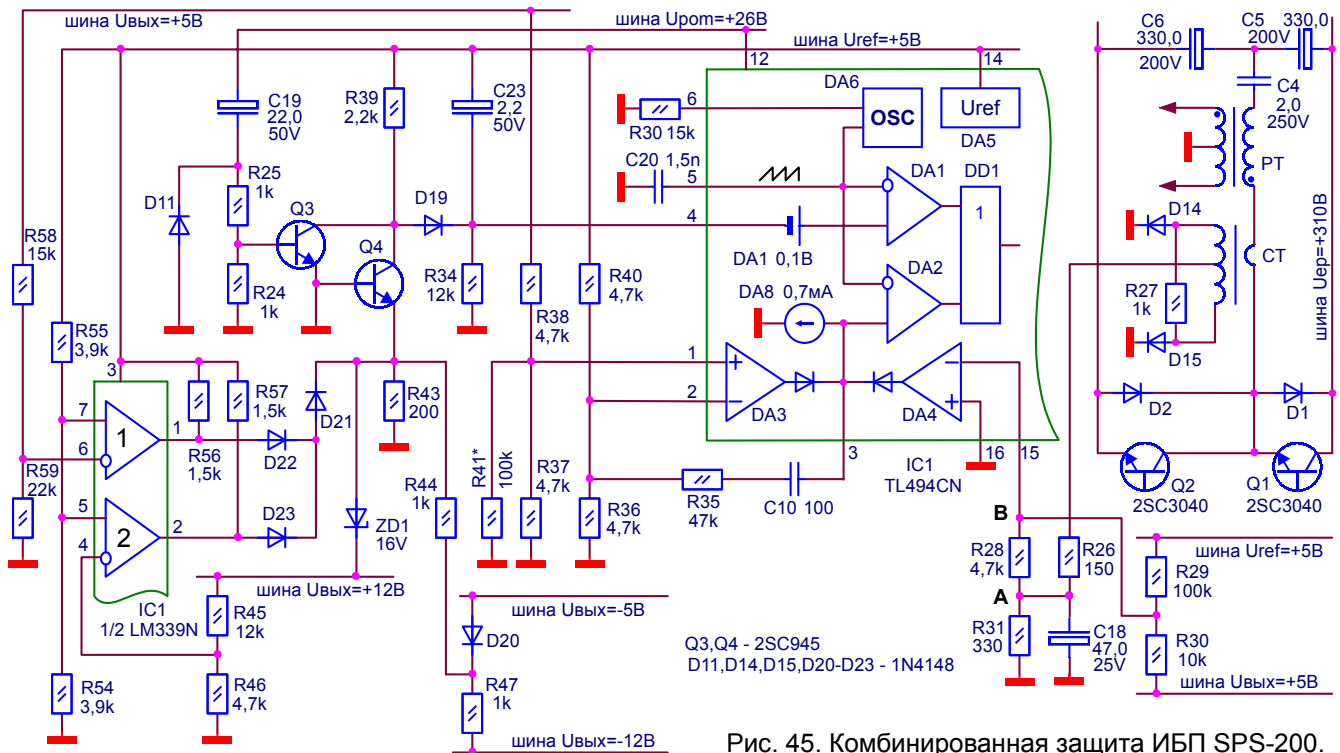 шина Uвых=+5В
шина Upom=+26В
шина Uref=+5В
12
14
C6
330,0
200V
C5
200V
330,0
C4
2,0
250V
PT
CT
шина Uep=+310В
D14
R27
1k
D15
D2
D1
Q2
2SC3040
Q1
2SC3040
C19
22,0
50V
R39
2,2k
C23
2,2
50V
R25
1k
D11
Q3
D19
Q4
R24
1k
R34
12k
R38
4,7k
R40
4,7k
R58
15k
R55
3,9k
6
R30 15k
C20 1,5n
5
4
DA6
OSC
Uref
DA5
DA1
DD1
1
DA1 0,1В
DA2
DA8 0,7мА
1
2
DA3
DA4
3
16
15
IC1
TL494CN
3
7
6
1
1
R57
1,5k
R56
1,5k
D22
D21
R43
200
5
4
2
2
D23
R59
22k
R44
1k
ZD1
16V
R41*
100k
R37
4,7k
R36
4,7k
R35
47k
C10 100
B
R28
4,7k
R26
150
A
R31
330
C18
47,0
25V
шина Uref=+5В
R29
100k
R30
10k
шина Uвых=+5В
IC1
1/2 LM339N
шина Uвых=+12В
R45
12k
R46
4,7k
R54
3,9k
шина Uвых=-5В
D20
R47
1k
шина Uвых=-12В
Q3,Q4 - 2SC945
D11,D14,D15,D20-D23 - 1N4148
Рис. 45. Комбинированная защита ИБП SPS-200.